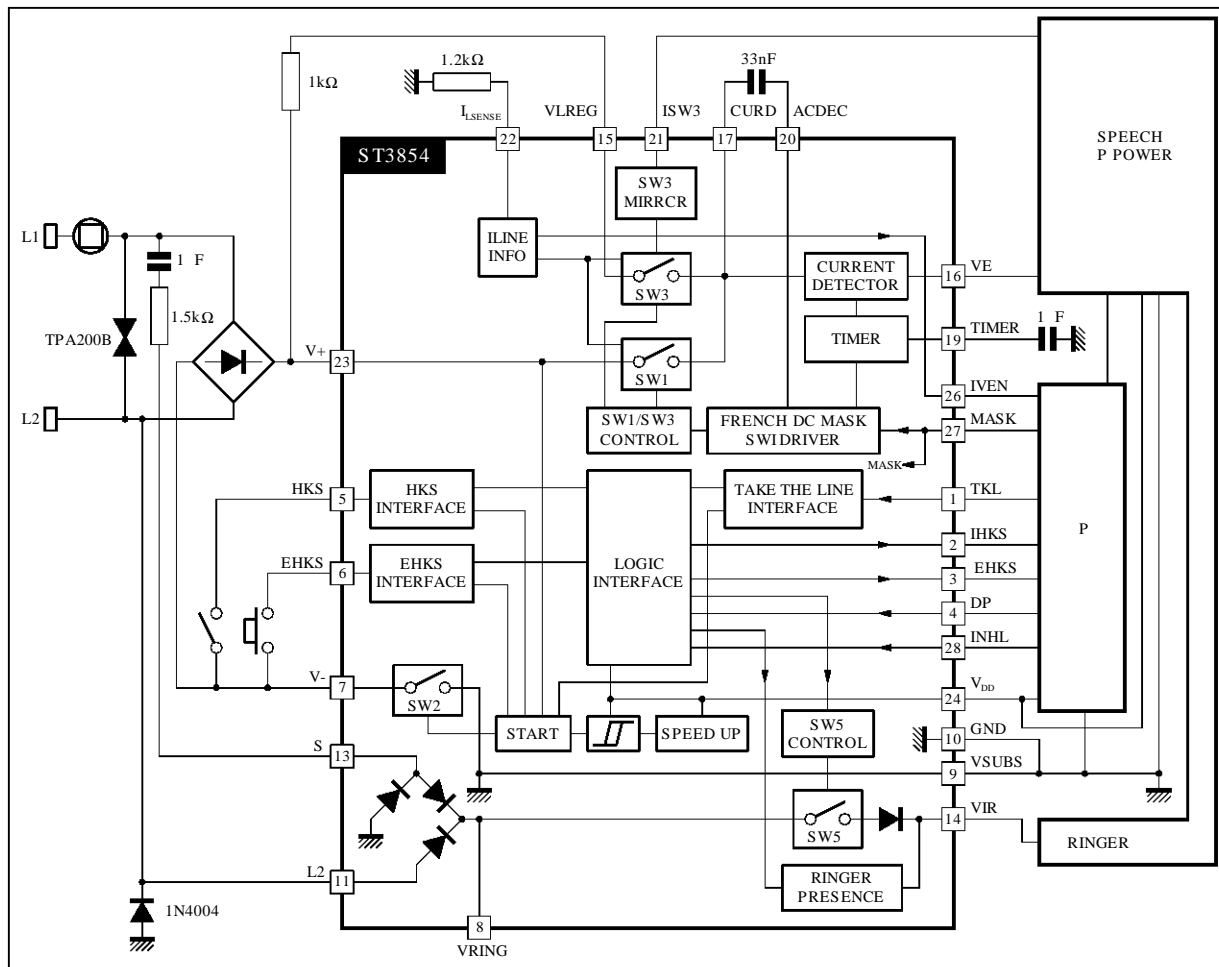 1.2kΩ
33nF
1kΩ
I LSENSE
VLREG
ISW3
CURD
ACDEC
22
15
21
17
20
SPEECH
P POWER
ST3854
SW3
MIRRCR
L1
1 F
ILINE
INFO
SW3
CURRENT
DETECTOR
16
VE
1.5kΩ
TPA200B
TIMER
19
TIMER
1 F
V+
23
SW1
L2
SW1/SW3
CONTROL
FRENCH DC MASK
SWIDRIVER
26
IVEN
27
MASK
MASK
HKS
5
HKS
INTERFACE
TAKE THE LINE
INTERFACE
1
TKL
P
EHKS
6
EHKS
INTERFACE
LOGIC
INTERFACE
2
IHKS
3
EHKS
4
DP
28
INHL
V-
7
SW2
24
VDD
START
SPEED UP
SW5
CONTROL
10
GND
S
13
9
VSUBS
SW5
14
VIR
RINGER
L2
11
RINGER
PRESENCE
1N4004
8
VRING